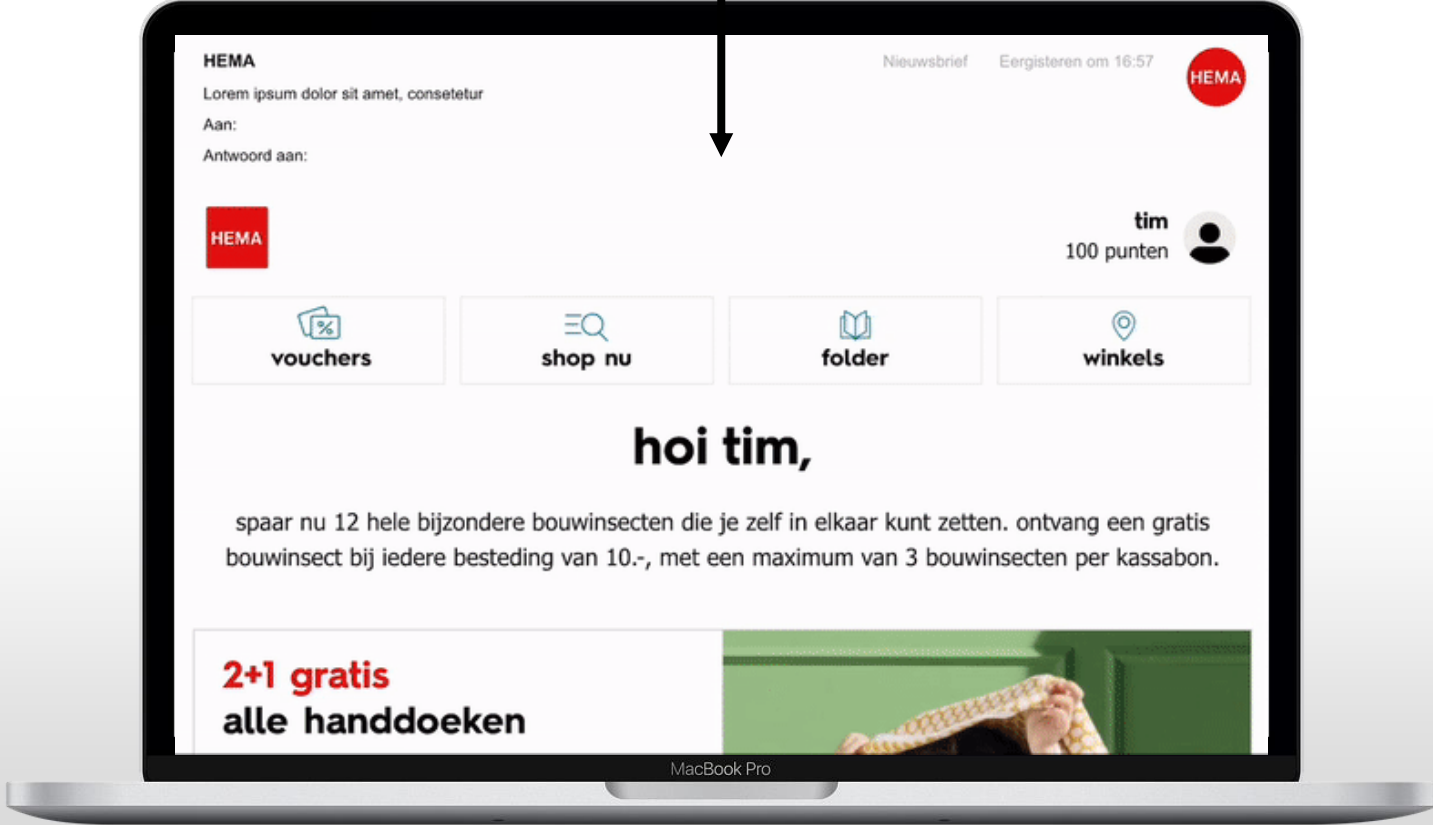 HEMA
Nieuwsbrief
Eergisteren om 16:57
HEMA
Lorem ipsum dolor sit amet, consetetur
Aan:
Antwoord aan:
HEMA
tim
100 punten
vouchers
shop nu
folder
winkels
hoi tim,
spaar nu 12 hele bijzondere bouwinsecten die je zelf in elkaar kunt zetten. ontvang een gratis
bouwinsect bij iedere besteding van 10.-, met een maximum van 3 bouwinsecten per kassabon.
2+1 gratis
alle handdoeken
MacBook Pro